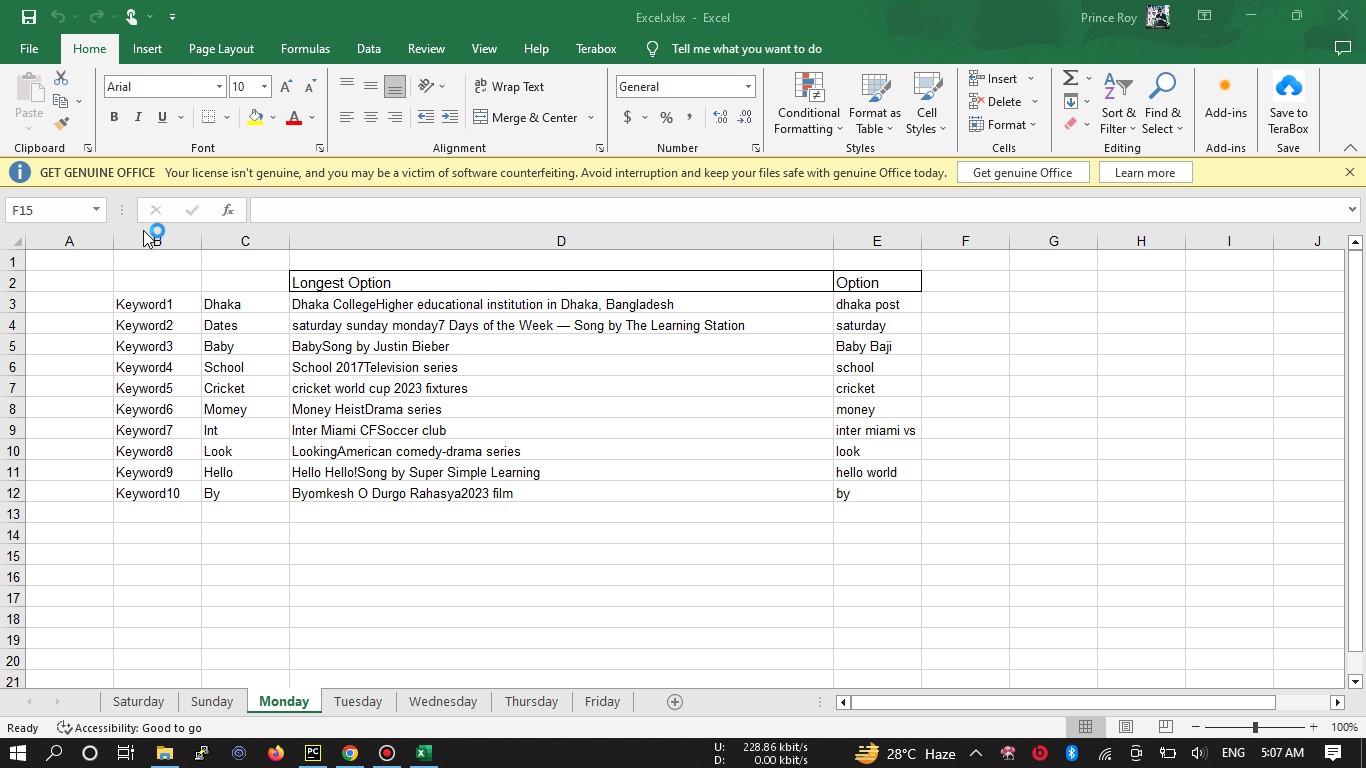 Excel.xlsx - Excel
Prince Roy
File Home Insert Page Layout Formulas Data Review View Help Terabox Tell me what you want to do
Paste
Arial 10
Wrap Text
General
B I U
Merge & Center
$ % ,
Conditional Formatting
Format as Table
Cell Styles
Insert
Delete
Format
Sort & Filter
Find & Select
Add-ins
Save to TeraBox
Clipboard Font Alignment Number Styles Cells Editing Add-ins Save
GET GENUINE OFFICE Your license isn't genuine, and you may be a victim of software counterfeiting. Avoid interruption and keep your files safe with genuine Office today. Get genuine Office Learn more
F15 fx
A B C D E F G H I J
1
2 Longest Option Option
3 Keyword1 Dhaka Dhaka CollegeHigher educational institution in Dhaka, Bangladesh dhaka post
4 Keyword2 Dates saturday sunday monday7 Days of the Week — Song by The Learning Station saturday
5 Keyword3 Baby BabySong by Justin Bieber Baby Baji
6 Keyword4 School School 2017Television series school
7 Keyword5 Cricket cricket world cup 2023 fixtures cricket
8 Keyword6 Momey Money HeistDrama series money
9 Keyword7 Int Inter Miami CFSoccer club inter miami vs
10 Keyword8 Look LookingAmerican comedy-drama series look
11 Keyword9 Hello Hello Hello!Song by Super Simple Learning hello world
12 Keyword10 By Byomkesh O Durgo Rahasya2023 film by
13
14
15
16
17
18
19
20
21
Saturday Sunday Monday Tuesday Wednesday Thursday Friday
Ready Accessibility: Good to go 100%
U: 228.86 kbit/s
D: 0.00 kbit/s
28°C Haze ENG 5:07 AM